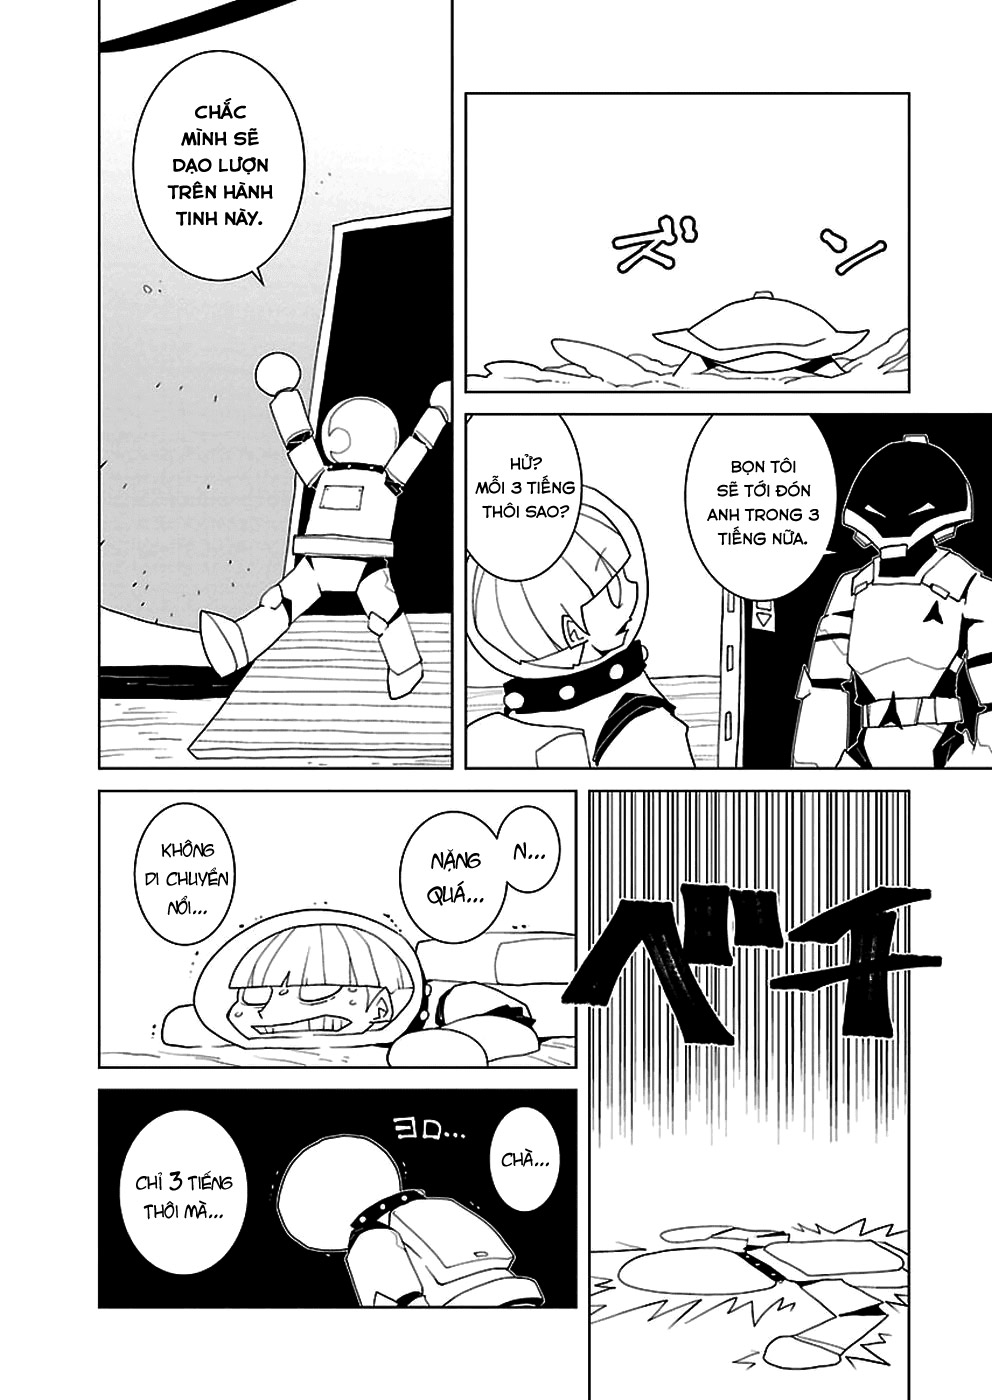 ズン
BỌN TÔI
SẼ TỚI ĐÓN
ANH TRONG 3
TIẾNG NỮA.
HỬ?
MỖI 3 TIẾNG
THÔI SAO?
CHẮC
MÌNH SẼ
DẠO LƯỢN
TRÊN HÀNH
TINH NÀY.
ベチ
N...
NẶNG
QUÁ...
KHÔNG
DI CHUYỂN
NỔI...
CHÀ...
ヨロ...
CHỈ 3 TIẾNG
THÔI MÀ...